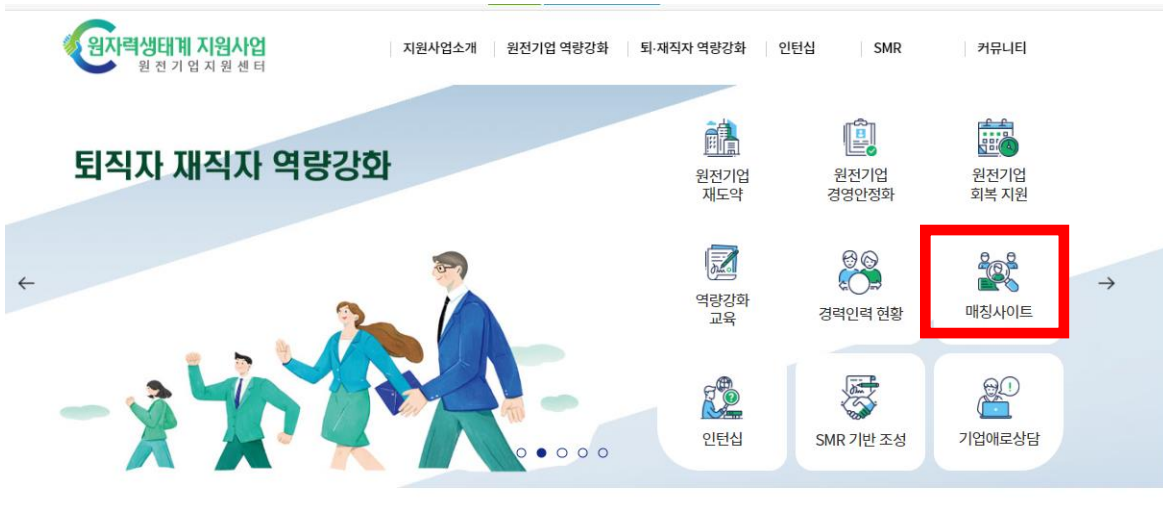 원자력생태계 지원사업
원전기업지원센터
지원사업소개
원전기업 역량강화
퇴·재직자 역량강화
인턴십
SMR
커뮤니티
퇴직자 재직자 역량강화
원전기업
재도약
원전기업
경영안정화
원전기업
회복 지원
역량강화
교육
경력인력 현황
매칭사이트
인턴십
SMR 기반 조성
기업애로상담